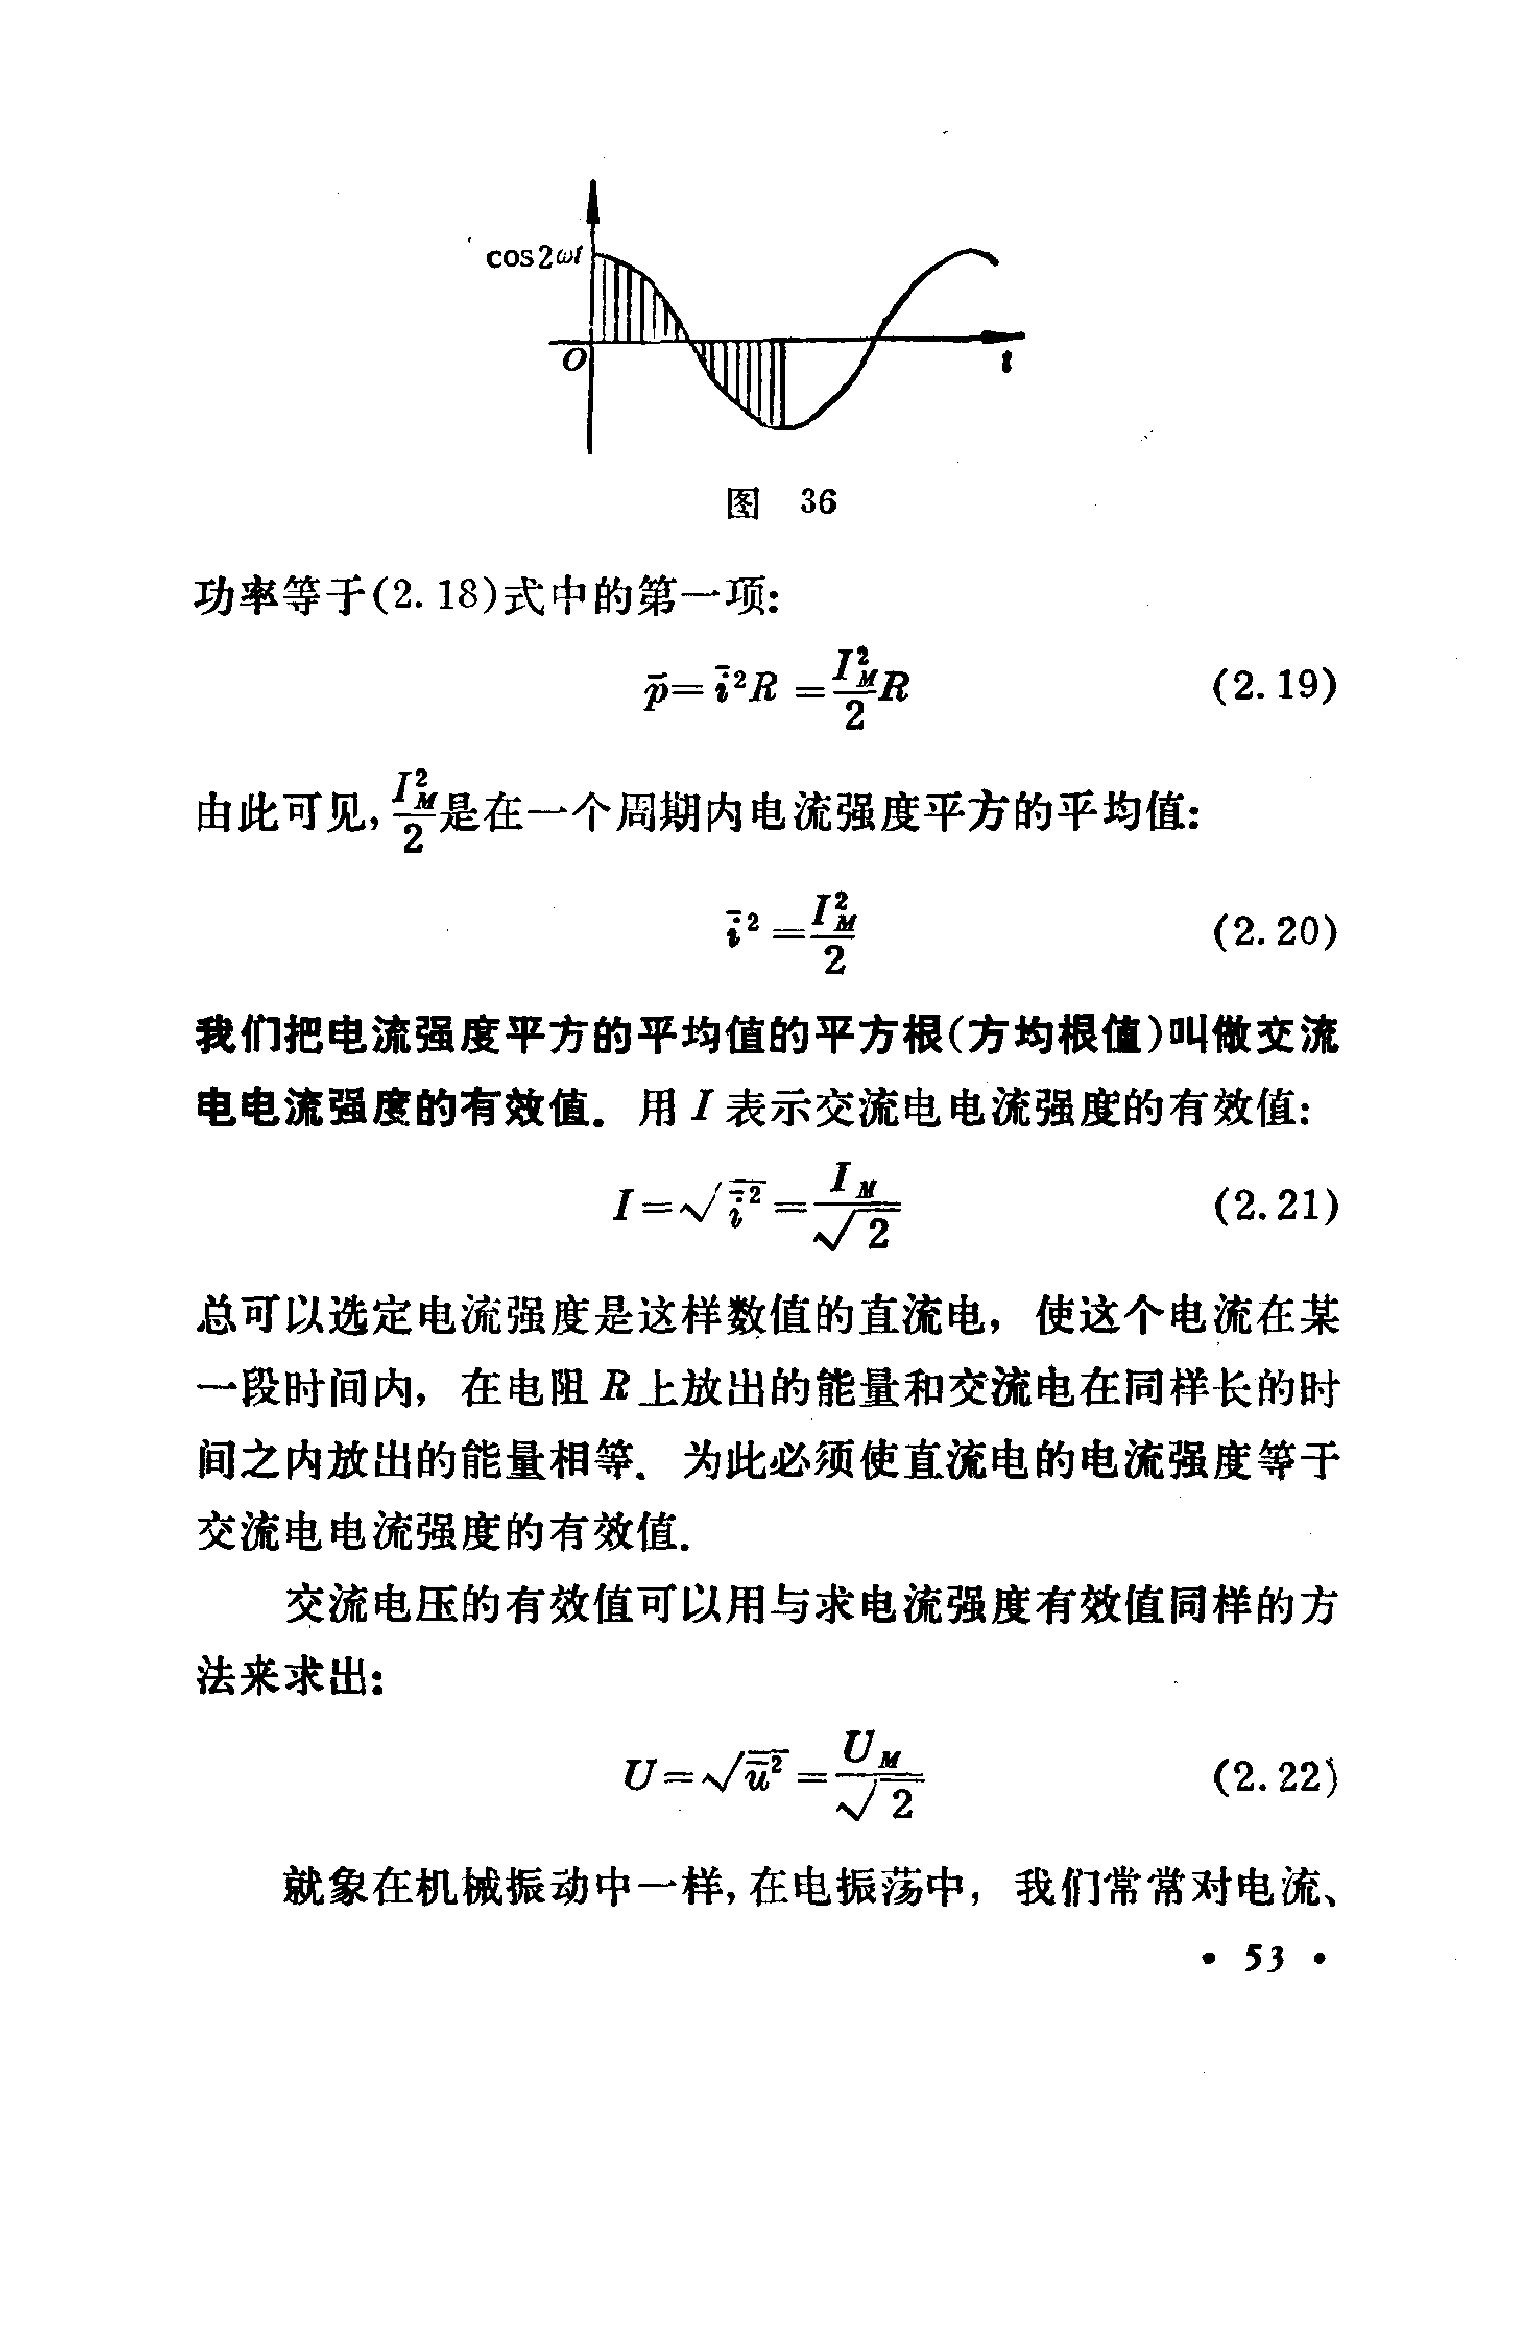 cos2ωt
O
t
图 36
功率等于(2.18)式中的第一项:
p̄=ī²R=I_M²/2 R (2.19)
由此可见, I_M²/2是在一个周期内电流强度平方的平均值:
ī²=I_M²/2 (2.20)
我们把电流强度平方的平均值的平方根(方均根值)叫做交流
电电流强度的有效值. 用 I 表示交流电电流强度的有效值:
I=√ī²=I_M/√2 (2.21)
总可以选定电流强度是这样数值的直流电, 使这个电流在某
一段时间内, 在电阻 R 上放出的能量和交流电在同样长的时
间之内放出的能量相等. 为此必须使直流电的电流强度等于
交流电电流强度的有效值.
交流电压的有效值可以用与求电流强度有效值同样的方
法来求出:
U=√ū²=U_M/√2 (2.22)
就象在机械振动中一样, 在电振荡中, 我们常常对电流、
• 53 •